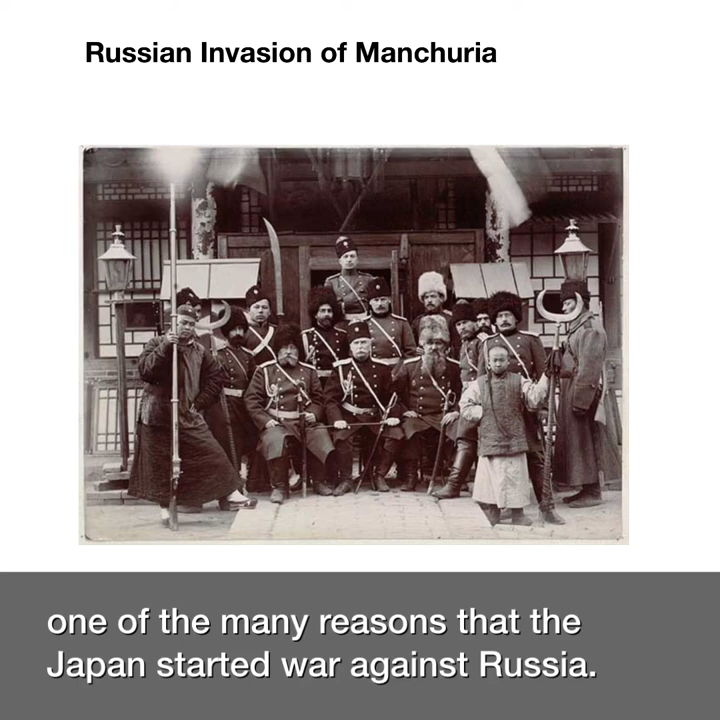 Russian Invasion of Manchuria
one of the many reasons that the
Japan started war against Russia.